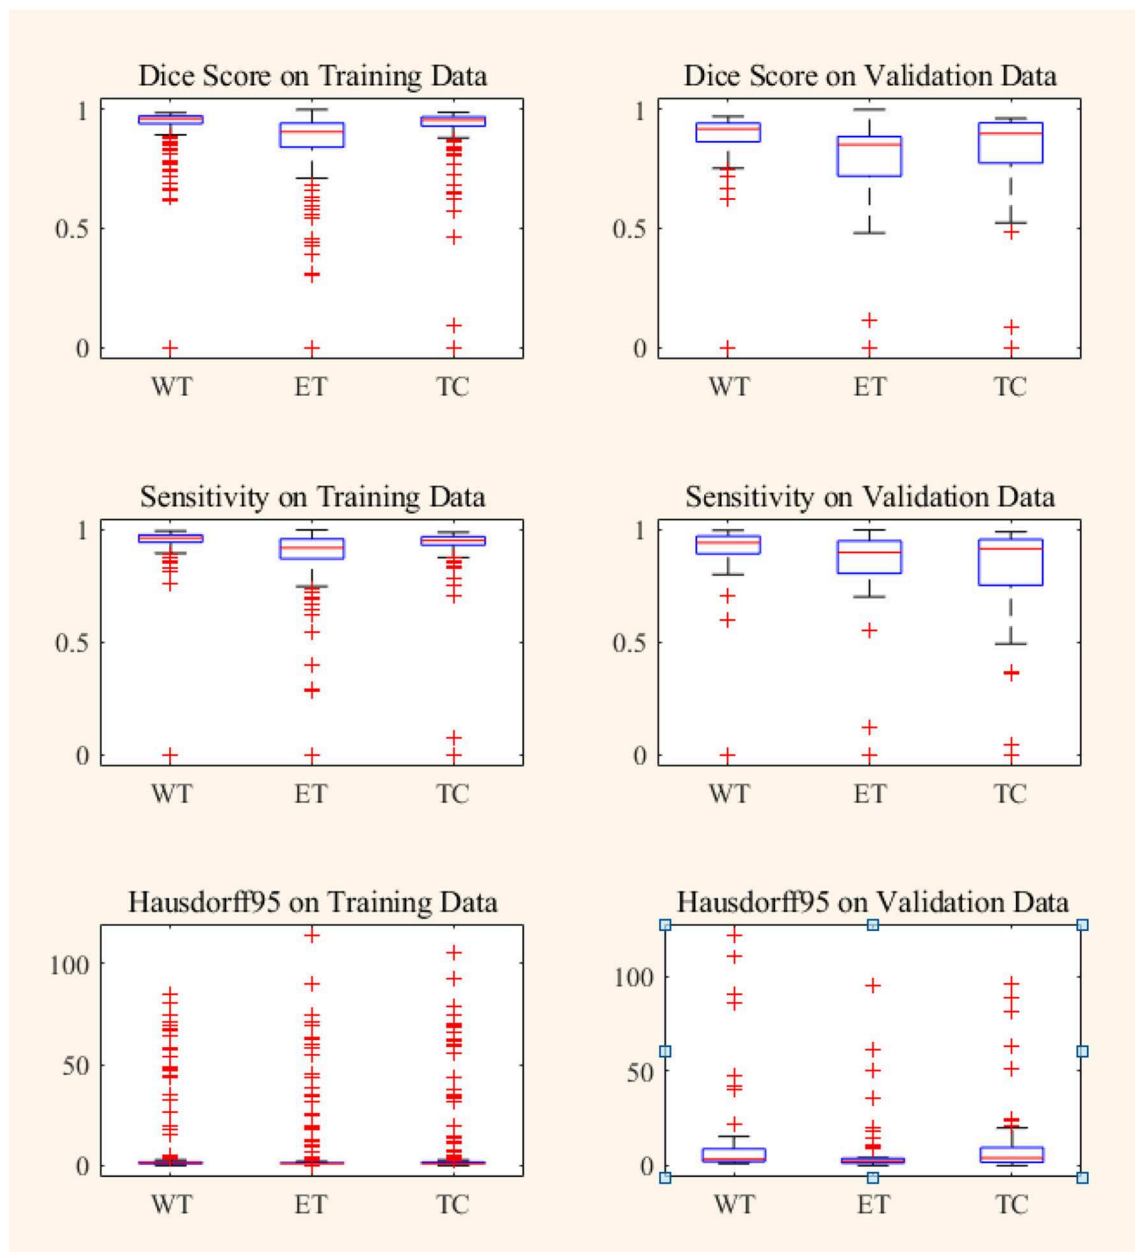 Dice Score on Training Data
1
0.5
0
WT ET TC
Dice Score on Validation Data
1
0.5
0
WT ET TC
Sensitivity on Training Data
1
0.5
0
WT ET TC
Sensitivity on Validation Data
1
0.5
0
WT ET TC
Hausdorff95 on Training Data
100
50
0
WT ET TC
Hausdorff95 on Validation Data
100
50
0
WT ET TC